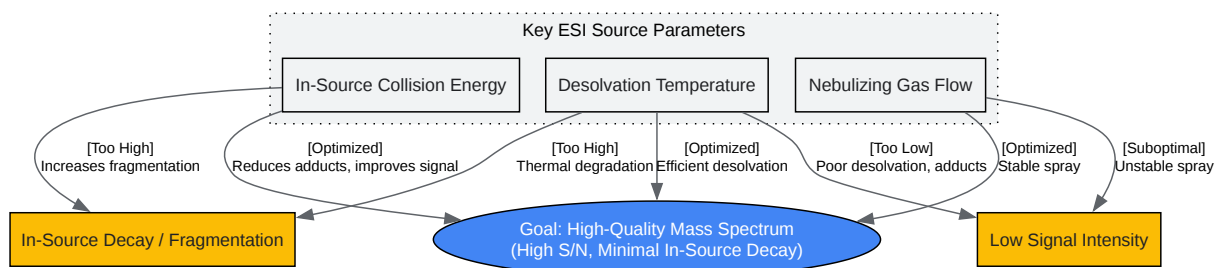 Key ESI Source Parameters
In-Source Collision Energy
Desolvation Temperature
Nebulizing Gas Flow
[Too High]
Increases fragmentation
[Optimized]
Reduces adducts, improves signal
[Too High]
Thermal degradation
[Optimized]
Efficient desolvation
[Too Low]
Poor desolvation, adducts
[Optimized]
Stable spray
[Suboptimal]
Unstable spray
In-Source Decay / Fragmentation
Goal: High-Quality Mass Spectrum
(High S/N, Minimal In-Source Decay)
Low Signal Intensity